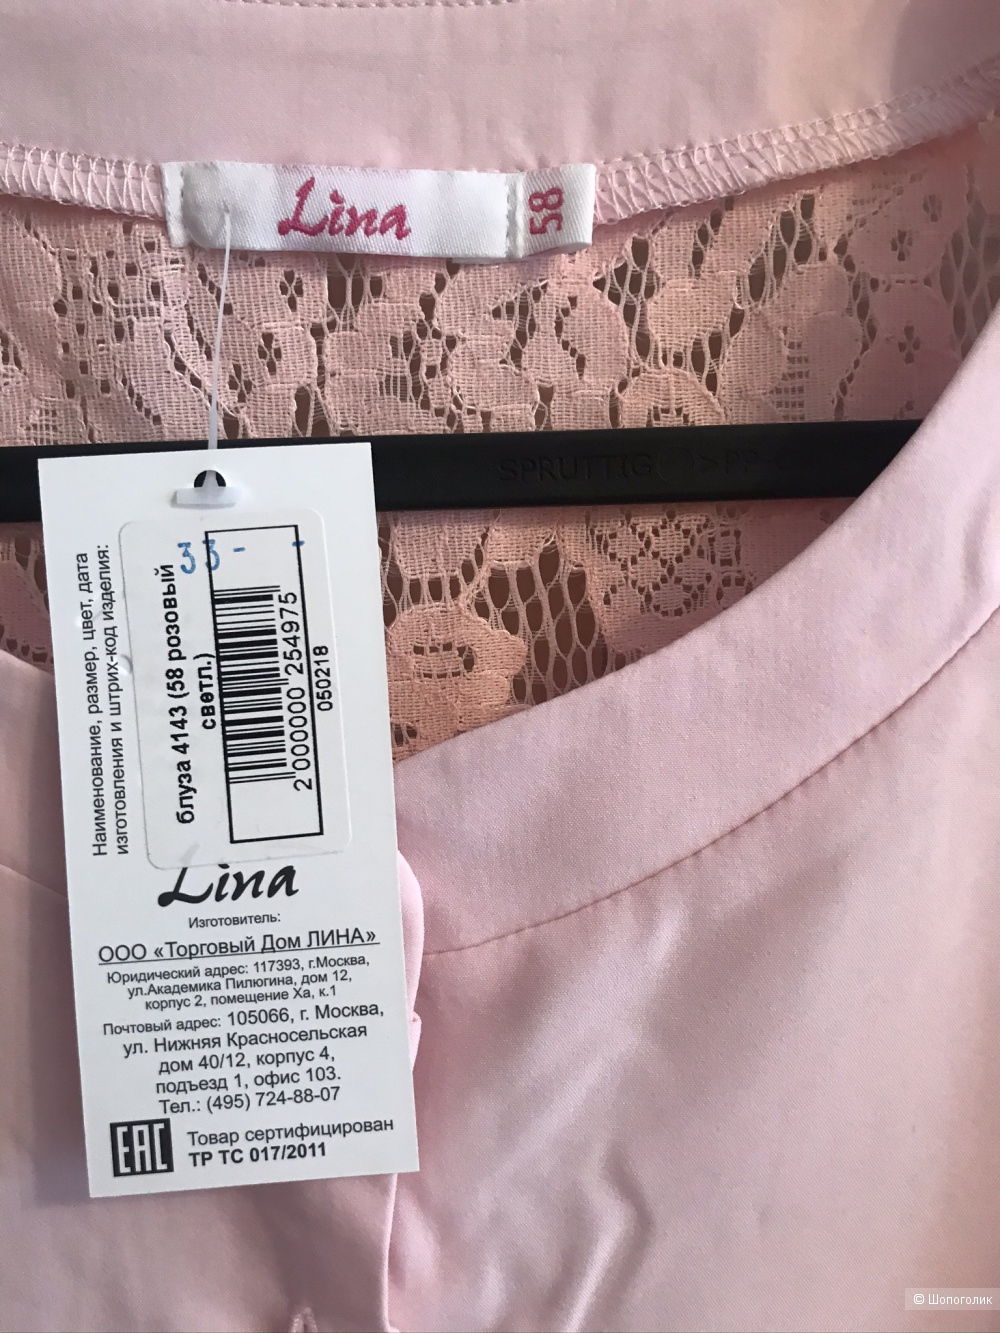 Lina
58
SPRUTTIG
>PP<
Наименование, размер, цвет, дата
изготовления и штрих-код изделия:
33-
блуза 4143 (58 розовый
светл.)
2 000000 254975
050218
Lina
Изготовитель:
ООО «Торговый Дом ЛИНА»
Юридический адрес: 117393, г.Москва,
ул.Академика Пилюгина, дом 12,
корпус 2, помещение Ха, к.1
Почтовый адрес: 105066, г. Москва,
ул. Нижняя Красносельская
дом 40/12, корпус 4,
подъезд 1, офис 103.
Тел.: (495) 724-88-07
EAC
Товар сертифицирован
ТР ТС 017/2011
© Шопоголик